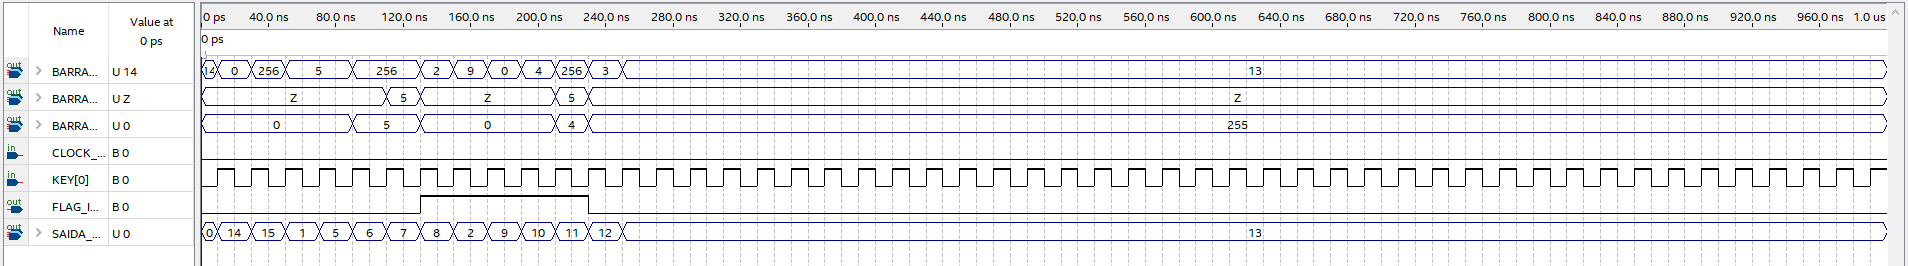 Name Value at 0 ps
0 ps 40.0 ns 80.0 ns 120.0 ns 160.0 ns 200.0 ns 240.0 ns 280.0 ns 320.0 ns 360.0 ns 400.0 ns 440.0 ns 480.0 ns 520.0 ns 560.0 ns 600.0 ns 640.0 ns 680.0 ns 720.0 ns 760.0 ns 800.0 ns 840.0 ns 880.0 ns 920.0 ns 960.0 ns 1.0 us
0 ps
out BARRA... U 14 14 0 256 5 256 2 9 0 4 256 3 13
out BARRA... U Z Z 5 Z 5 Z
out BARRA... U 0 0 5 0 4 255
in CLOCK_... B 0
in KEY[0] B 0
out FLAG_I... B 0
out SAIDA_... U 0 0 14 15 1 5 6 7 8 2 9 10 11 12 13